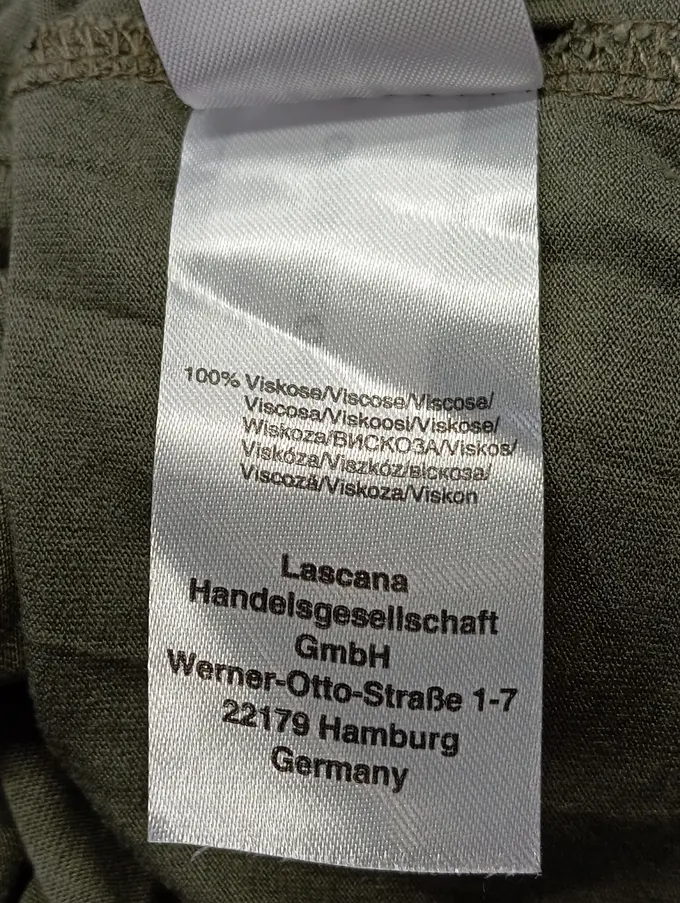 100% Viskose/Viscose/Viscose/
Viscosa/Viskoosi/Viskose/
Wiskoza/ВИСКОЗА/Viskos/
Viskóza/Viszkóz/віскоза/
Viscoză/Viskoza/Viskon
Lascana
Handelsgesellschaft
GmbH
Werner-Otto-Straße 1-7
22179 Hamburg
Germany